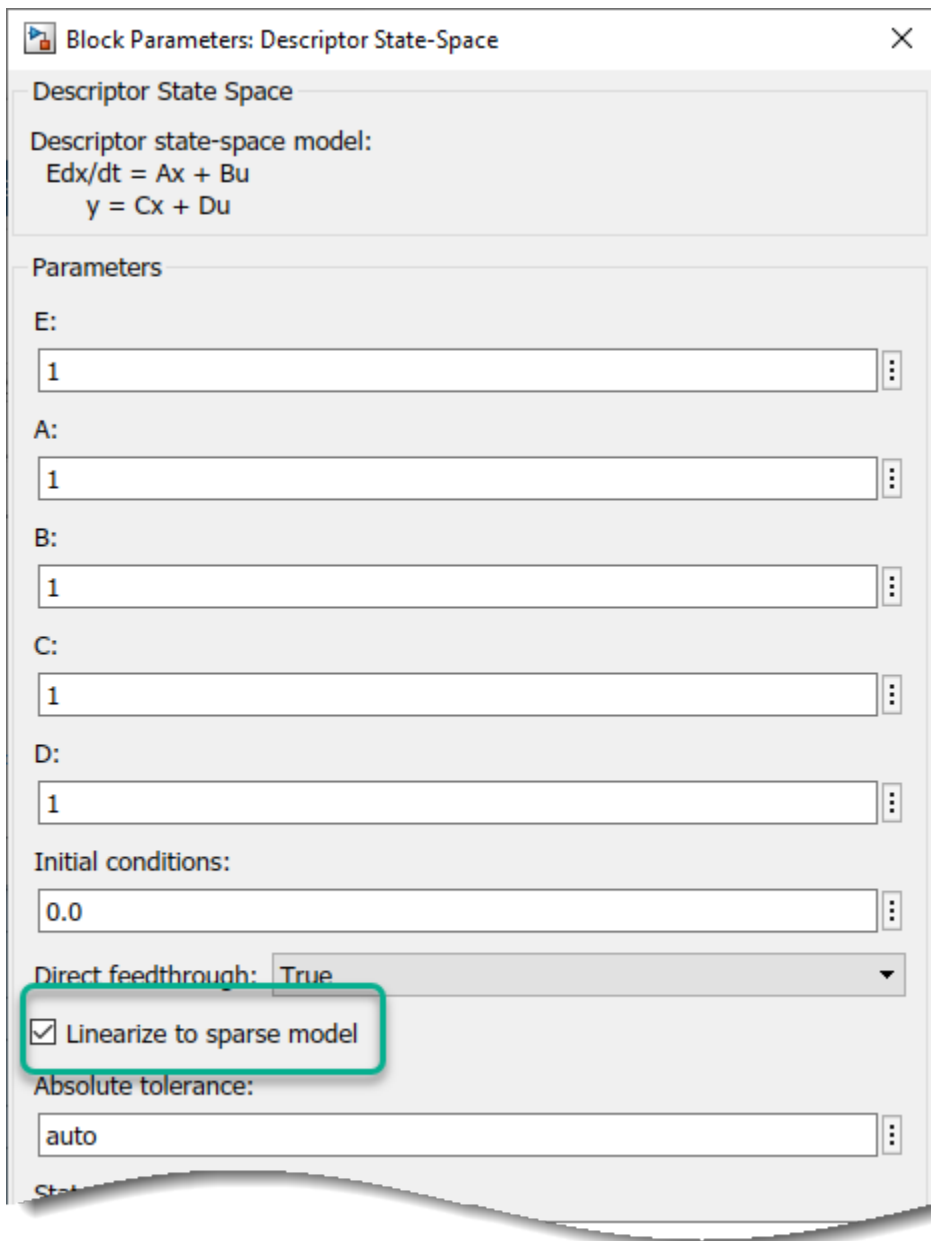 Block Parameters: Descriptor State-Space
Descriptor State Space
Descriptor state-space model:
Edx/dt = Ax + Bu
y = Cx + Du
Parameters
E:
1
A:
1
B:
1
C:
1
D:
1
Initial conditions:
0.0
Direct feedthrough: True
Linearize to sparse model
Absolute tolerance:
auto